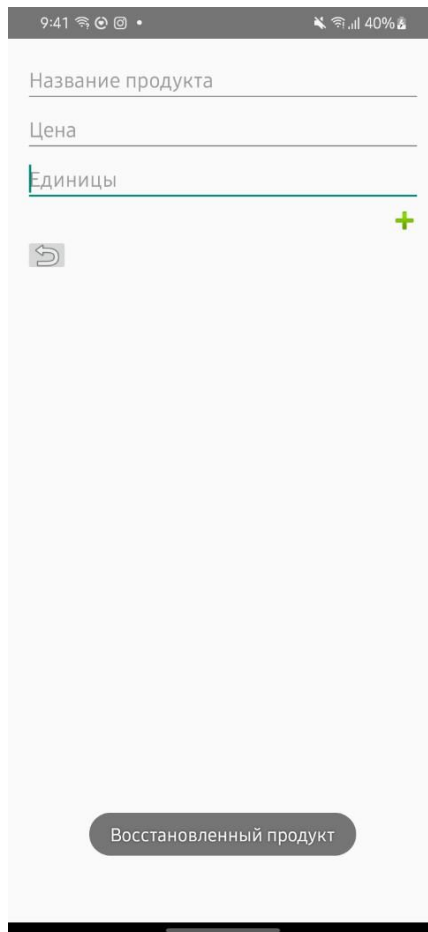 9:41 40%
Название продукта
Цена
Единицы
Восстановленный продукт